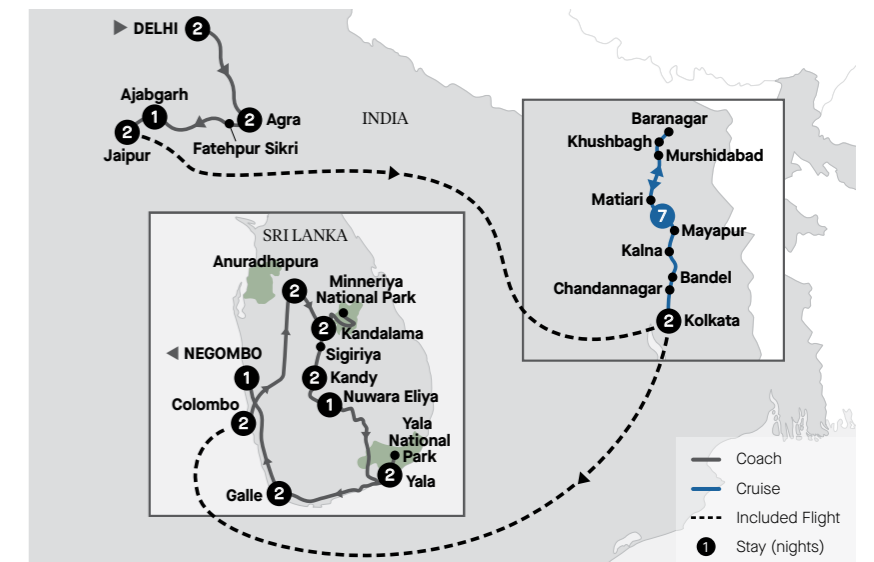 DELHI 2
Ajabgarh
1
2 Agra
INDIA
2
Jaipur
Fatehpur Sikri
Baranagar
Khushbagh
Murshidabad
Matiari
7
Mayapur
Kalna
Bandel
Chandannagar
2 Kolkata
SRI LANKA
Anuradhapura
2
Minneriya
National Park
2 Kandalama
Sigiriya
NEGOMBO
1
2 Kandy
Nuwara Eliya
1
Colombo
2
Yala
National
Park
2 Yala
Galle 2
Coach
Cruise
Included Flight
1 Stay (nights)